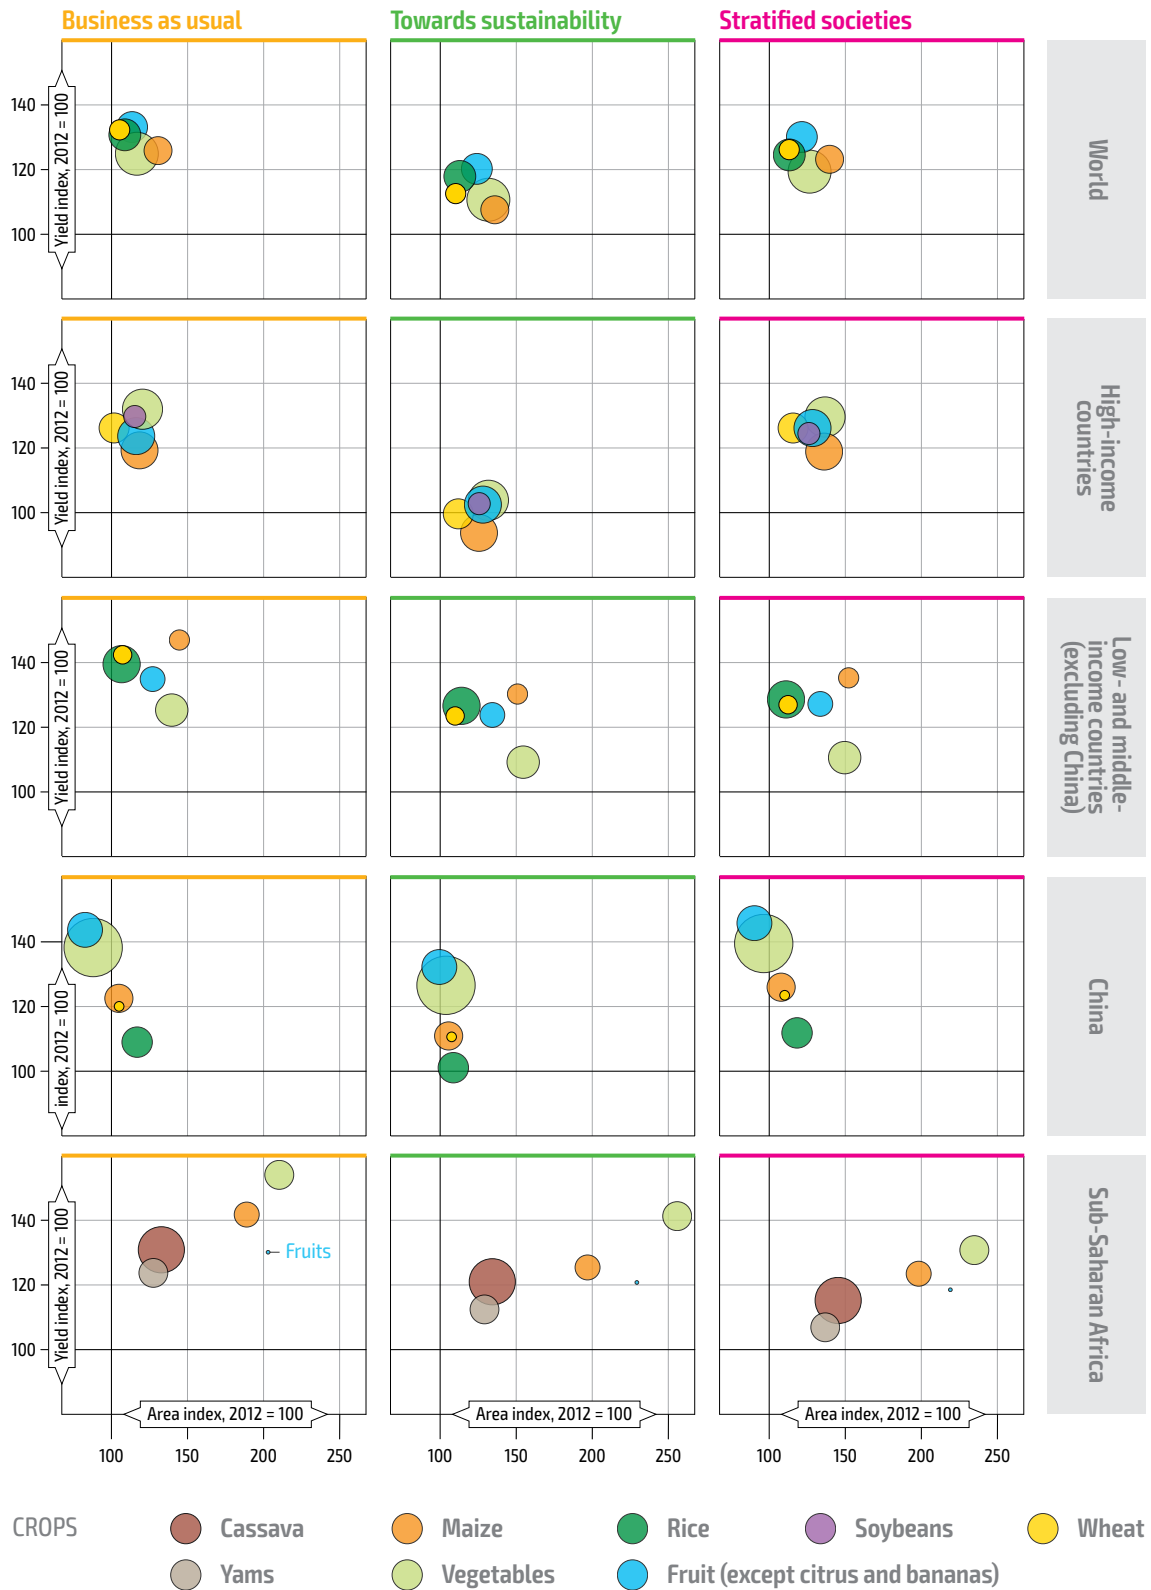 Business as usual
Towards sustainability
Stratified societies
140
120
100
Yield index, 2012 = 100
World
140
120
100
Yield index, 2012 = 100
High-income
countries
140
120
100
Yield index, 2012 = 100
Low- and middle-
income countries
(excluding China)
140
120
100
index, 2012 = 100
China
140
120
100
Yield index, 2012 = 100
Fruits
Sub-Saharan Africa
Area index, 2012 = 100
Area index, 2012 = 100
Area index, 2012 = 100
100 150 200 250
100 150 200 250
100 150 200 250
CROPS
Cassava
Maize
Rice
Soybeans
Wheat
Yams
Vegetables
Fruit (except citrus and bananas)